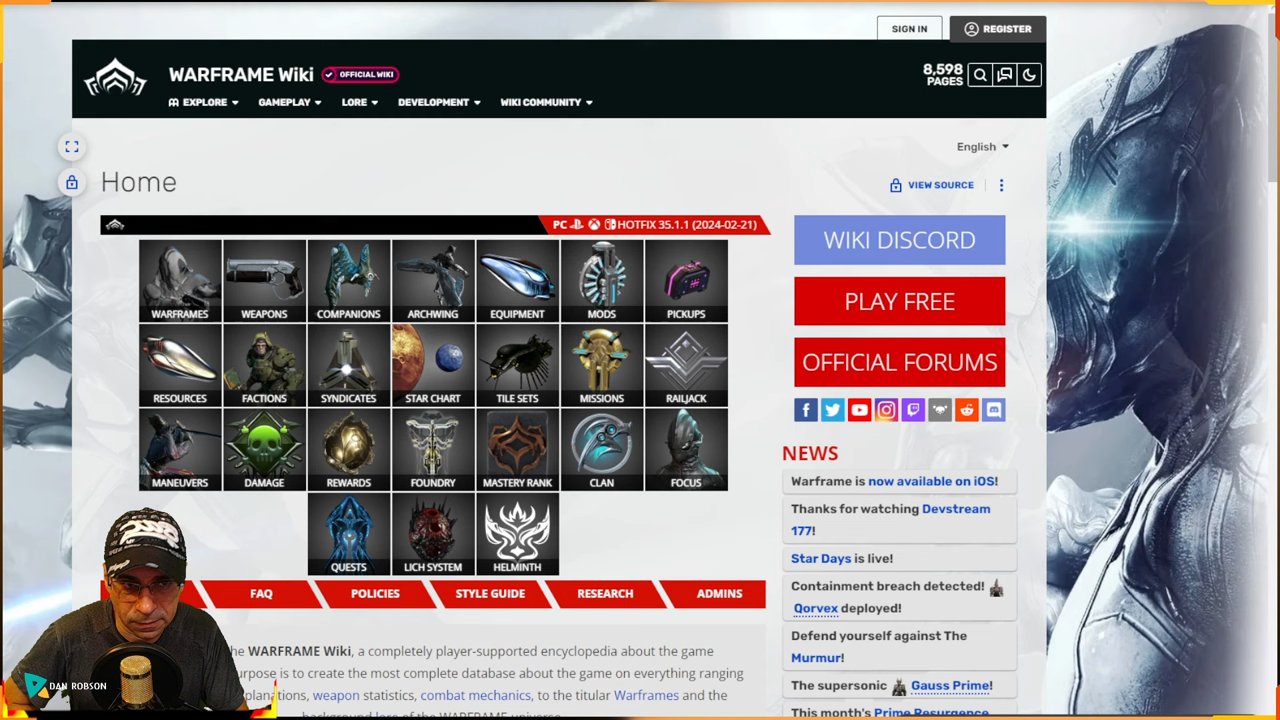 SIGN IN
REGISTER
WARFRAME Wiki
OFFICIAL WIKI
8,598
PAGES
EXPLORE
GAMEPLAY
LORE
DEVELOPMENT
WIKI COMMUNITY
English
Home
VIEW SOURCE
PC HOTFIX 35.1.1 (2024-02-21)
WARFRAMES
WEAPONS
COMPANIONS
ARCHWING
EQUIPMENT
MODS
PICKUPS
RESOURCES
FACTIONS
SYNDICATES
STAR CHART
TILE SETS
MISSIONS
RAILJACK
MANEUVERS
DAMAGE
REWARDS
FOUNDRY
MASTERY RANK
CLAN
FOCUS
QUESTS
LICH SYSTEM
HELMINTH
FAQ
POLICIES
STYLE GUIDE
RESEARCH
ADMINS
he WARFRAME Wiki, a completely player-supported encyclopedia about the game
urpose is to create the most complete database about the game on everything ranging
planations, weapon statistics, combat mechanics, to the titular Warframes and the
background lore of the WARFRAME universe.
WIKI DISCORD
PLAY FREE
OFFICIAL FORUMS
NEWS
Warframe is now available on iOS!
Thanks for watching Devstream
177!
Star Days is live!
Containment breach detected!
Qorvex deployed!
Defend yourself against The
Murmur!
The supersonic Gauss Prime!
This month's Prime Resurgence
DAN ROBSON